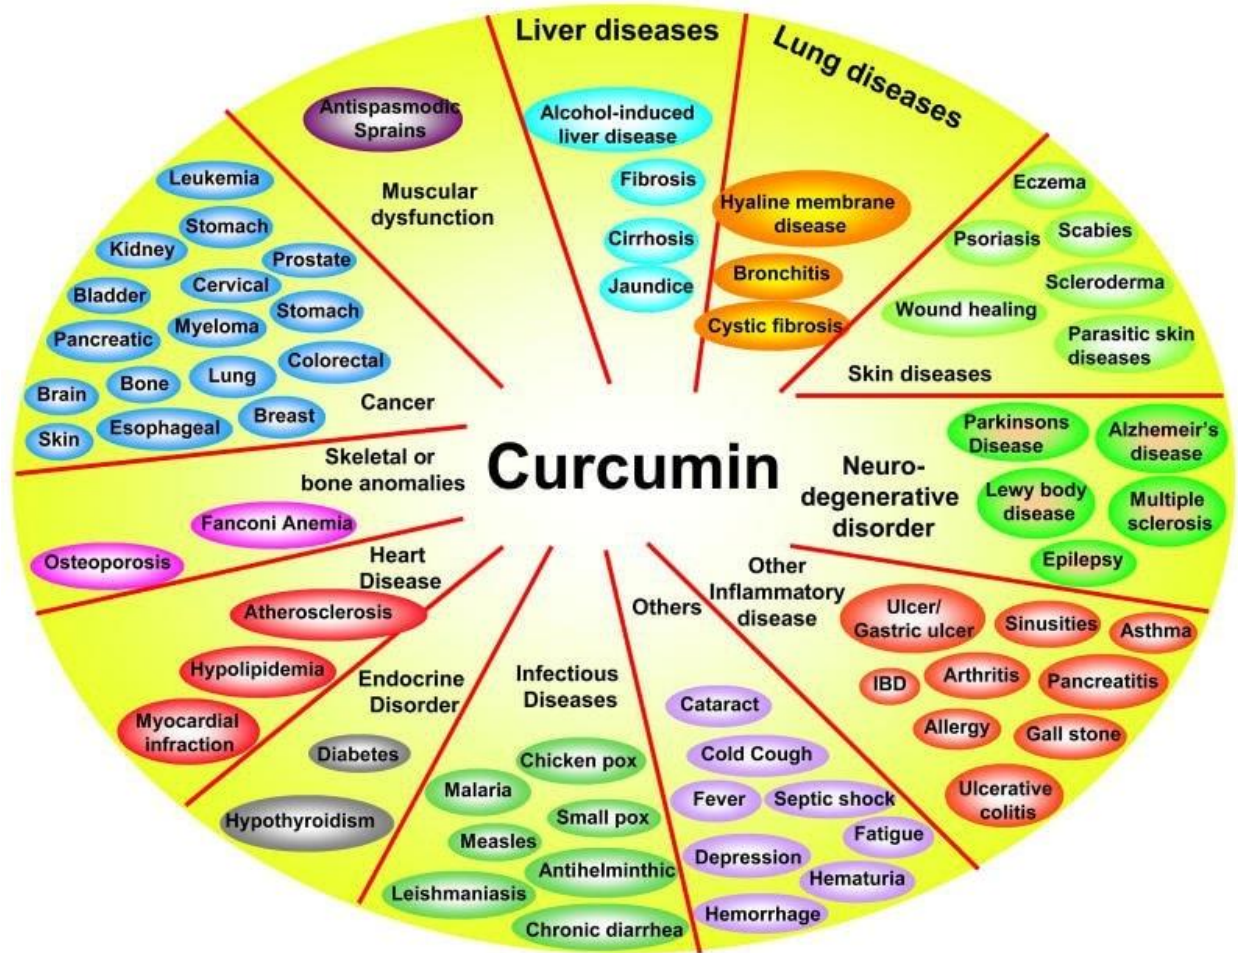 Liver diseases
Alcohol-induced
liver disease
Fibrosis
Cirrhosis
Jaundice
Lung diseases
Hyaline membrane
disease
Bronchitis
Cystic fibrosis
Eczema
Psoriasis
Scabies
Scleroderma
Wound healing
Parasitic skin
diseases
Skin diseases
Curcumin
Neuro-
degenerative
disorder
Parkinsons
Disease
Alzhemeir's
disease
Lewy body
disease
Multiple
sclerosis
Epilepsy
Other
Inflammatory
disease
Ulcer/
Gastric ulcer
Sinusities
Asthma
IBD
Arthritis
Pancreatitis
Allergy
Gall stone
Ulcerative
colitis
Others
Cataract
Cold Cough
Fever
Septic shock
Fatigue
Depression
Hematuria
Hemorrhage
Infectious
Diseases
Chicken pox
Malaria
Small pox
Measles
Antihelminthic
Leishmaniasis
Chronic diarrhea
Endocrine
Disorder
Diabetes
Hypothyroidism
Heart
Disease
Atherosclerosis
Hypolipidemia
Myocardial
infraction
Skeletal or
bone anomalies
Fanconi Anemia
Osteoporosis
Cancer
Leukemia
Stomach
Kidney
Prostate
Cervical
Bladder
Stomach
Myeloma
Pancreatic
Colorectal
Lung
Bone
Brain
Breast
Esophageal
Skin
Antispasmodic
Sprains
Muscular
dysfunction